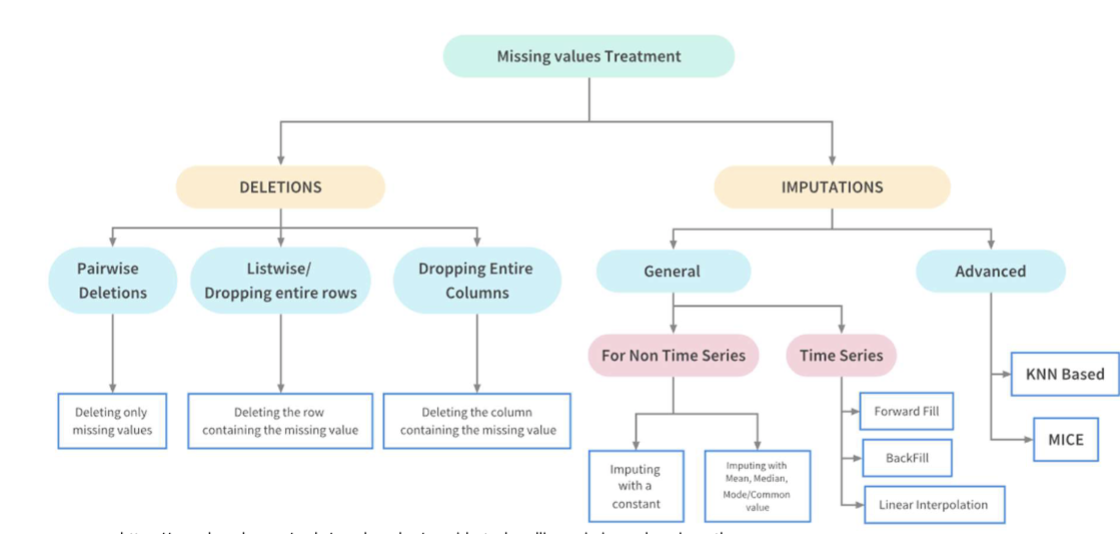 Missing values Treatment
DELETIONS
IMPUTATIONS
Pairwise
Deletions
Listwise/
Dropping entire rows
Dropping Entire
Columns
General
Advanced
For Non Time Series
Time Series
KNN Based
MICE
Deleting only
missing values
Deleting the row
containing the missing value
Deleting the column
containing the missing value
Forward Fill
BackFill
Linear Interpolation
Imputing
with a
constant
Imputing with
Mean, Median,
Mode/Common
value